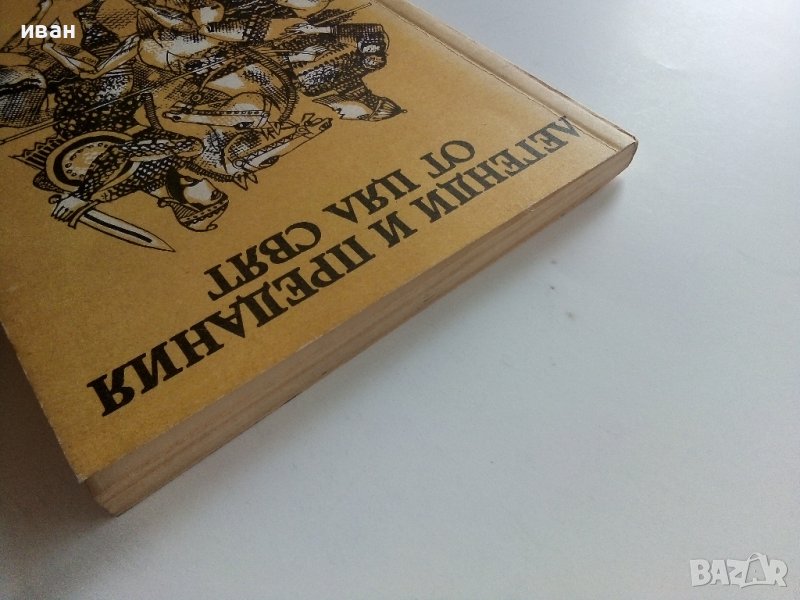 иван
ЛЕГЕНДИ И ПРЕДАНИЯ
ОТ ЦЯЛ СВЯТ
BAZAR